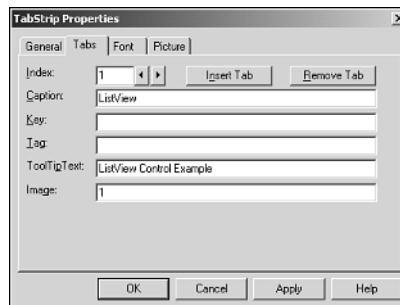 TabStrip Properties
General Tabs Font Picture
Index: 1 Insert Tab Remove Tab
Caption: ListView
Key:
Tag:
ToolTipText: ListView Control Example
Image: 1
OK Cancel Apply Help